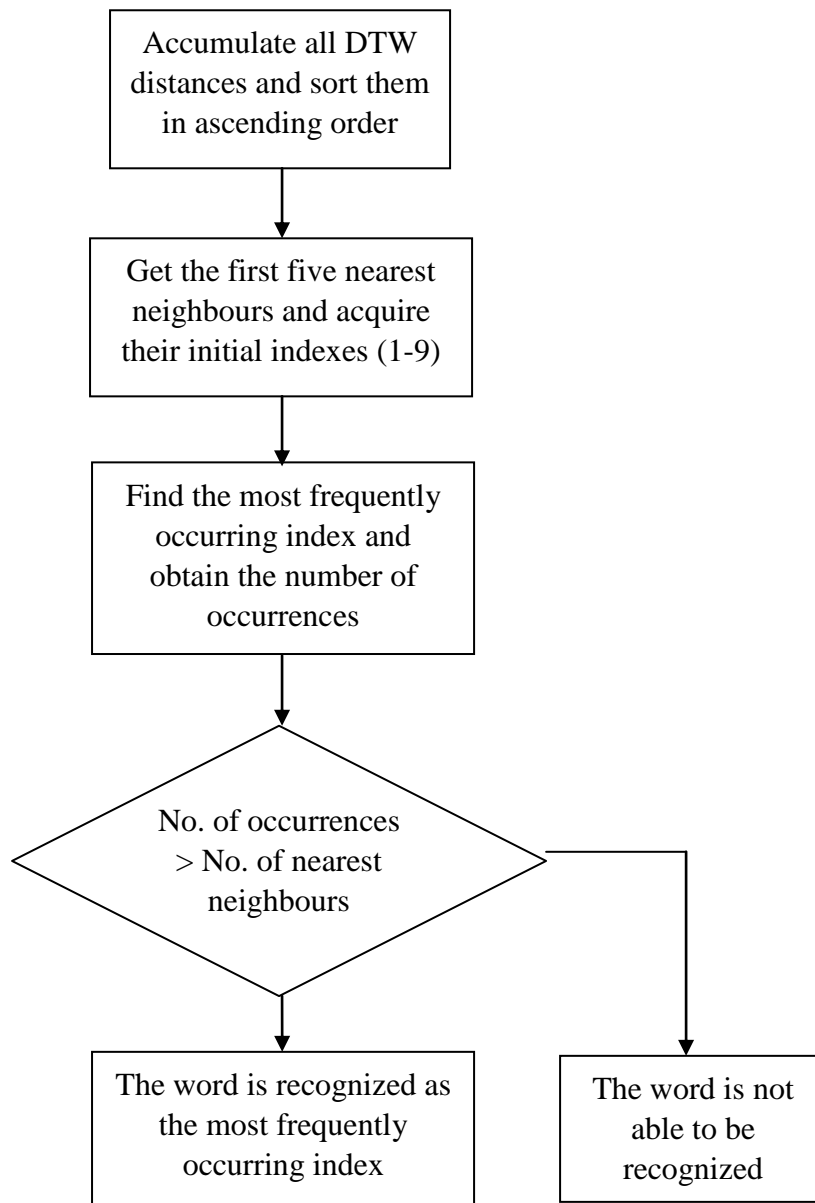 Accumulate all DTW
distances and sort them
in ascending order
Get the first five nearest
neighbours and acquire
their initial indexes (1-9)
Find the most frequently
occurring index and
obtain the number of
occurrences
No. of occurrences
> No. of nearest
neighbours
The word is recognized as
the most frequently
occurring index
The word is not
able to be
recognized